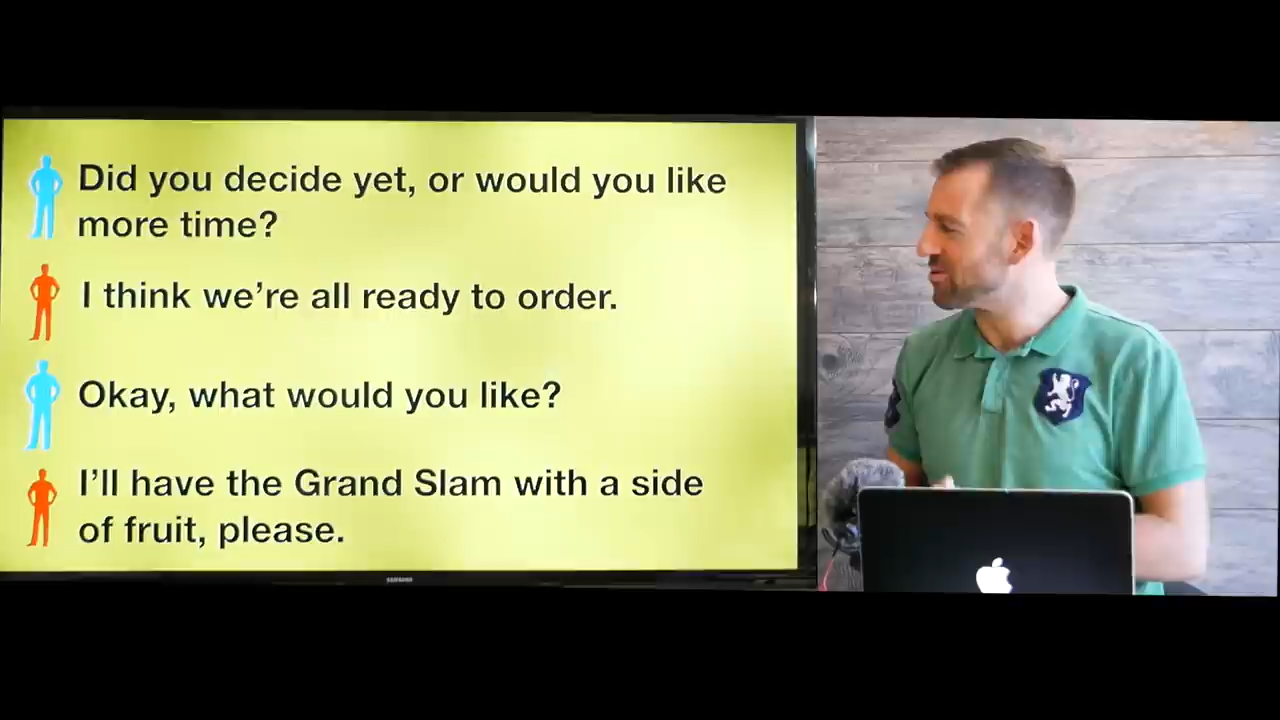 Did you decide yet, or would you like
more time?
I think we're all ready to order.
Okay, what would you like?
I'll have the Grand Slam with a side
of fruit, please.
SAMSUNG